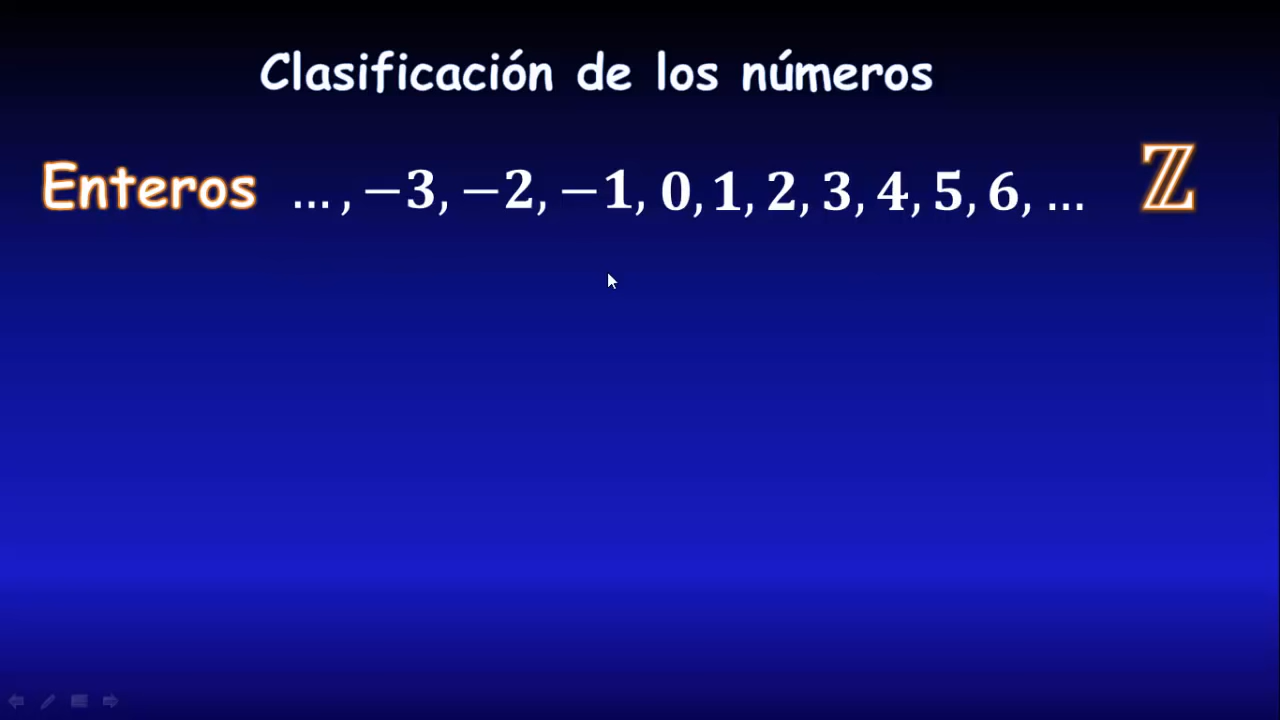 Clasificación de los números
Enteros …, −3, −2, −1, 0, 1, 2, 3, 4, 5, 6, … ℤ